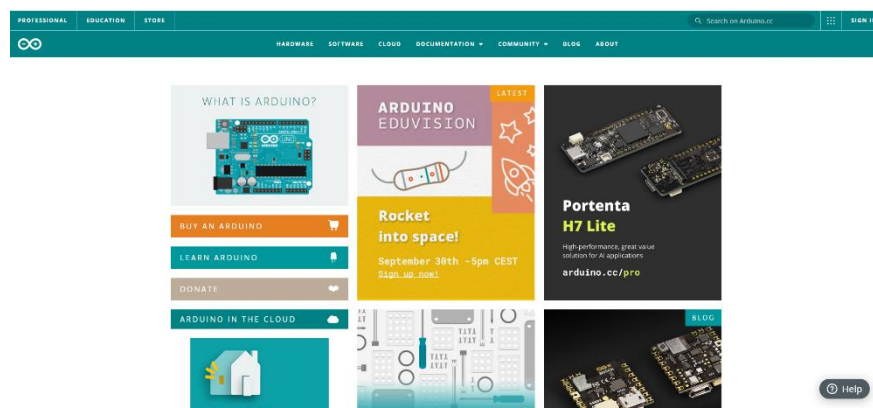 PROFESSIONAL EDUCATION STORE
Search on Arduino.cc
SIGN I
HARDWARE SOFTWARE CLOUD DOCUMENTATION COMMUNITY BLOG ABOUT
WHAT IS ARDUINO?
UNO
BUY AN ARDUINO
LEARN ARDUINO
DONATE
ARDUINO IN THE CLOUD
LATEST
ARDUINO
EDUVISION
Rocket
into space!
September 30th -5pm CEST
Sign up now!
Portenta
H7 Lite
High-performance, great value
solution for AI applications
arduino.cc/pro
BLOG
Help